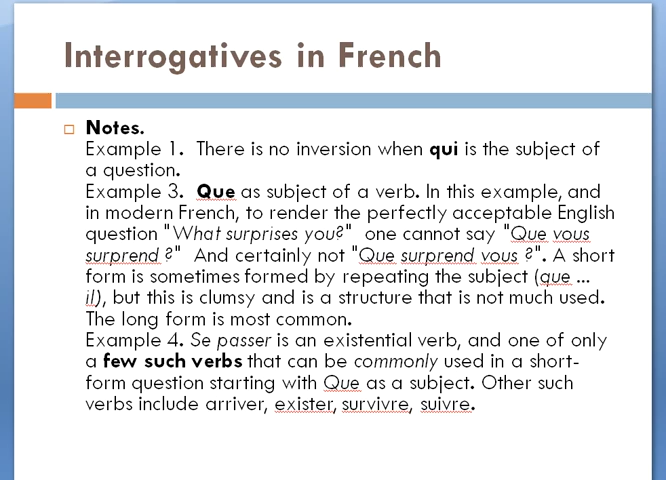 Interrogatives in French
Notes.
Example 1. There is no inversion when qui is the subject of
a question.
Example 3. Que as subject of a verb. In this example, and
in modern French, to render the perfectly acceptable English
question "What surprises you?" one cannot say "Que vous
surprend ?" And certainly not "Que surprend vous ?". A short
form is sometimes formed by repeating the subject (que ...
il), but this is clumsy and is a structure that is not much used.
The long form is most common.
Example 4. Se passer is an existential verb, and one of only
a few such verbs that can be commonly used in a short-
form question starting with Que as a subject. Other such
verbs include arriver, exister, survivre, suivre.